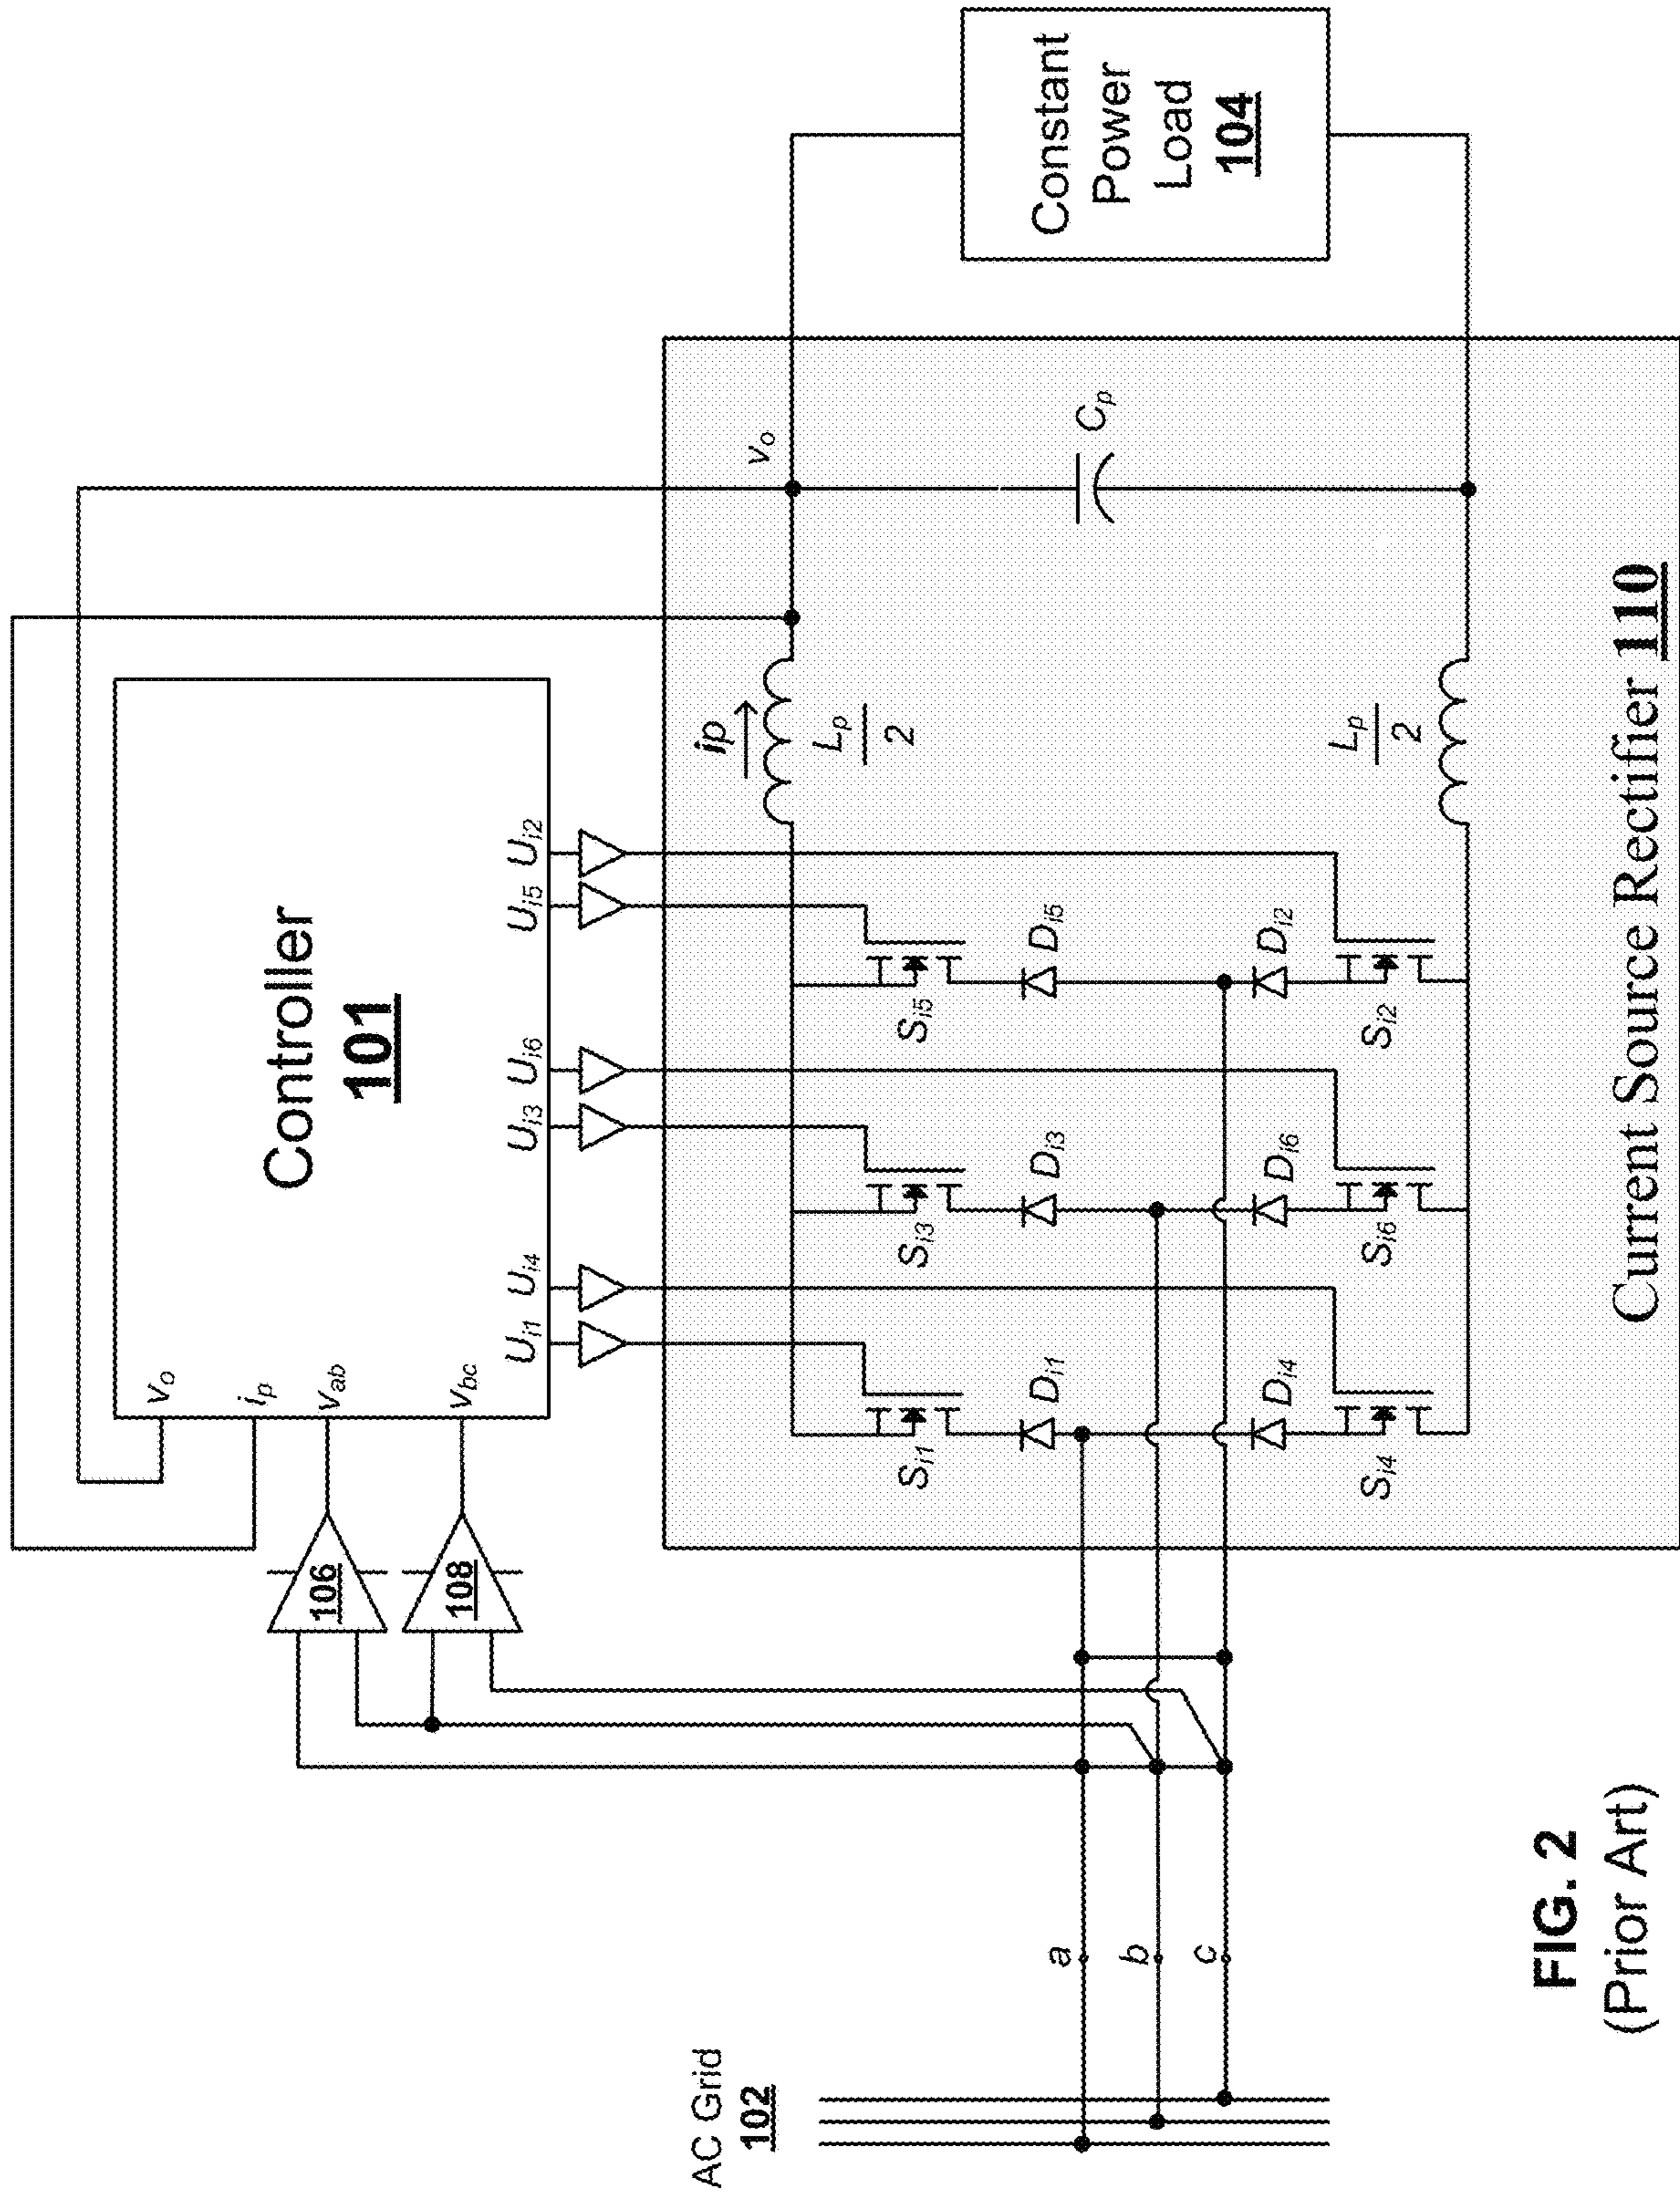 Controller
101
v_o
i_p
v_ab
v_bc
U_i1
U_i4
U_i3
U_i6
U_i5
U_i2
106
108
AC Grid
102
a
b
c
S_i1
D_i1
S_i3
D_i3
S_i5
D_i5
D_i4
S_i4
D_i6
S_i6
D_i2
S_i2
ip
L_p
2
L_p
2
v_o
C_p
Constant
Power
Load
104
Current Source Rectifier 110
FIG. 2
(Prior Art)